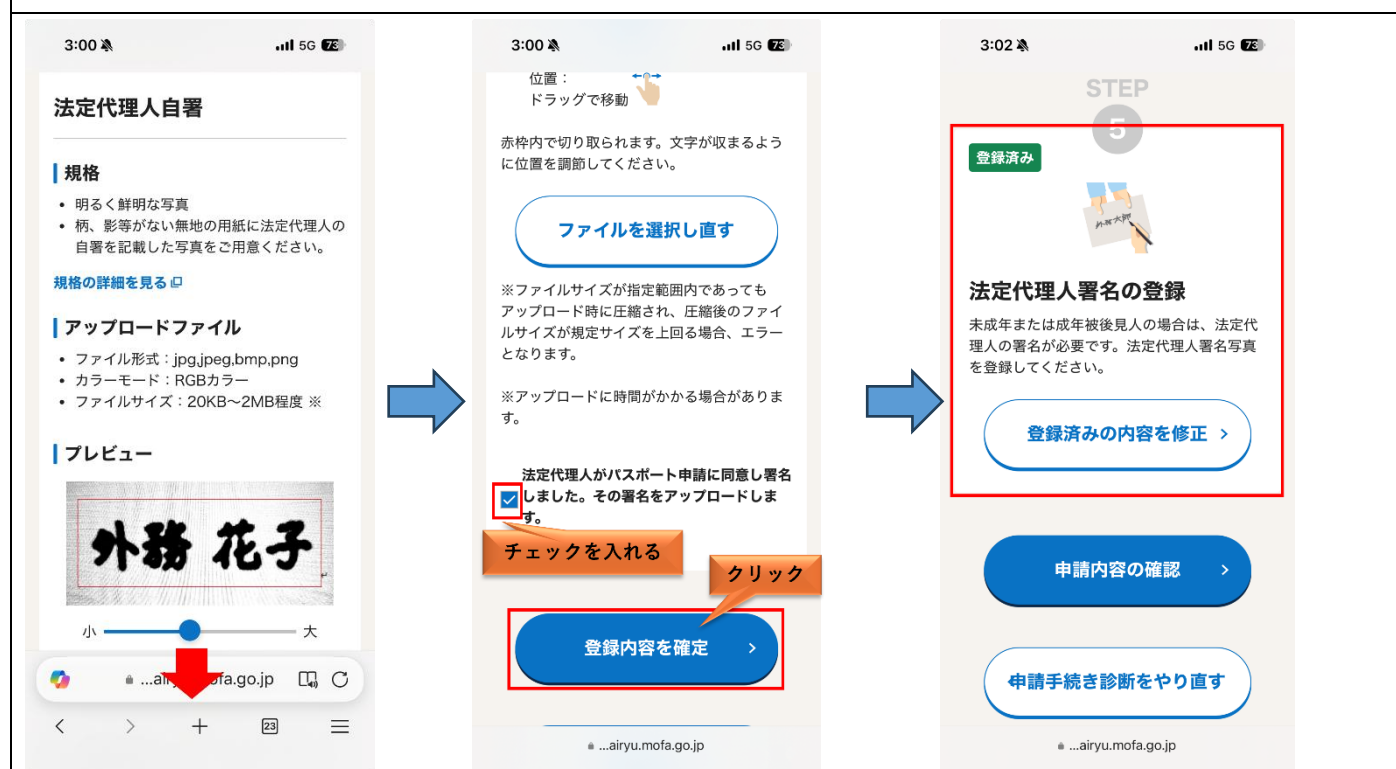 3:00
5G 73
法定代理人自署
規格
• 明るく鮮明な写真
• 柄、影等がない無地の用紙に法定代理人の
自署を記載した写真をご用意ください。
規格の詳細を見る
アップロードファイル
• ファイル形式：jpg,jpeg,bmp,png
• カラーモード：RGBカラー
• ファイルサイズ：20KB〜2MB程度 ※
プレビュー
外務 花子
小 大
...airyu.mofa.go.jp
23
3:00
5G 73
位置：
ドラッグで移動
赤枠内で切り取られます。文字が収まるよう
に位置を調節してください。
ファイルを選択し直す
※ファイルサイズが指定範囲内であっても
アップロード時に圧縮され、圧縮後のファイ
ルサイズが規定サイズを上回る場合、エラー
となります。
※アップロードに時間がかかる場合がありま
す。
法定代理人がパスポート申請に同意し署名
しました。その署名をアップロードしま
す。
チェックを入れる
クリック
登録内容を確定
...airyu.mofa.go.jp
3:02
5G 73
STEP
5
登録済み
外務大郎
法定代理人署名の登録
未成年または成年被後見人の場合は、法定代
理人の署名が必要です。法定代理人署名写真
を登録してください。
登録済みの内容を修正
申請内容の確認
申請手続き診断をやり直す
...airyu.mofa.go.jp